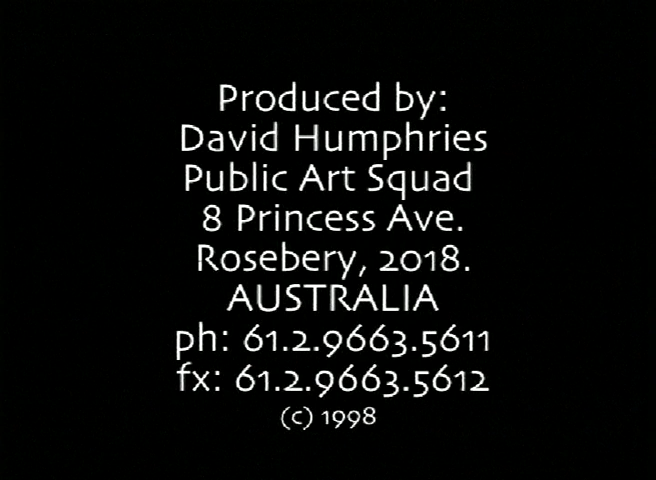 Produced by:
David Humphries
Public Art Squad
8 Princess Ave.
Rosebery, 2018.
AUSTRALIA
ph: 61.2.9663.5611
fx: 61.2.9663.5612
(c) 1998